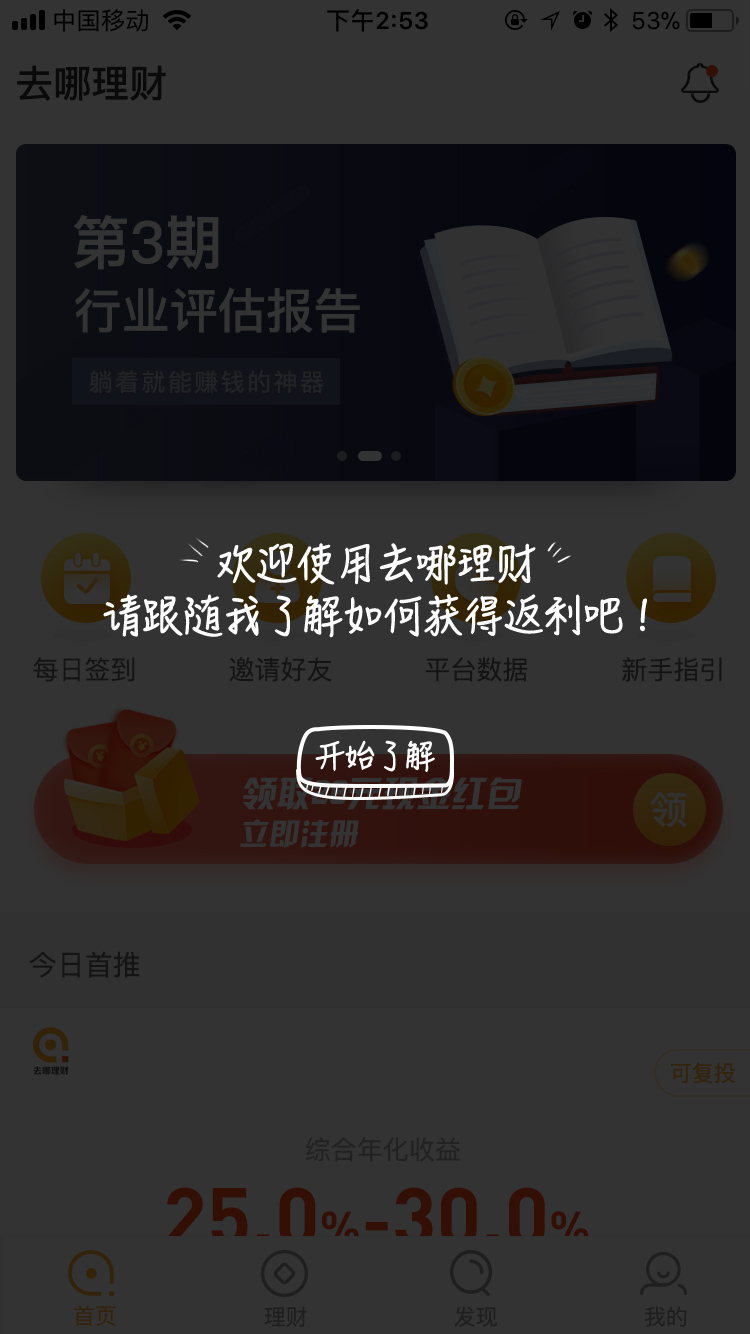 中国移动
下午2:53
53%
去哪理财
第3期
行业评估报告
躺着就能赚钱的神器
欢迎使用去哪理财
请跟随我了解如何获得返利吧！
每日签到 邀请好友 平台数据 新手指引
开始了解
领取 元现金红包
领
立即注册
今日首推
去哪理财
可复投
综合年化收益
25.0%-30.0%
首页 理财 发现 我的